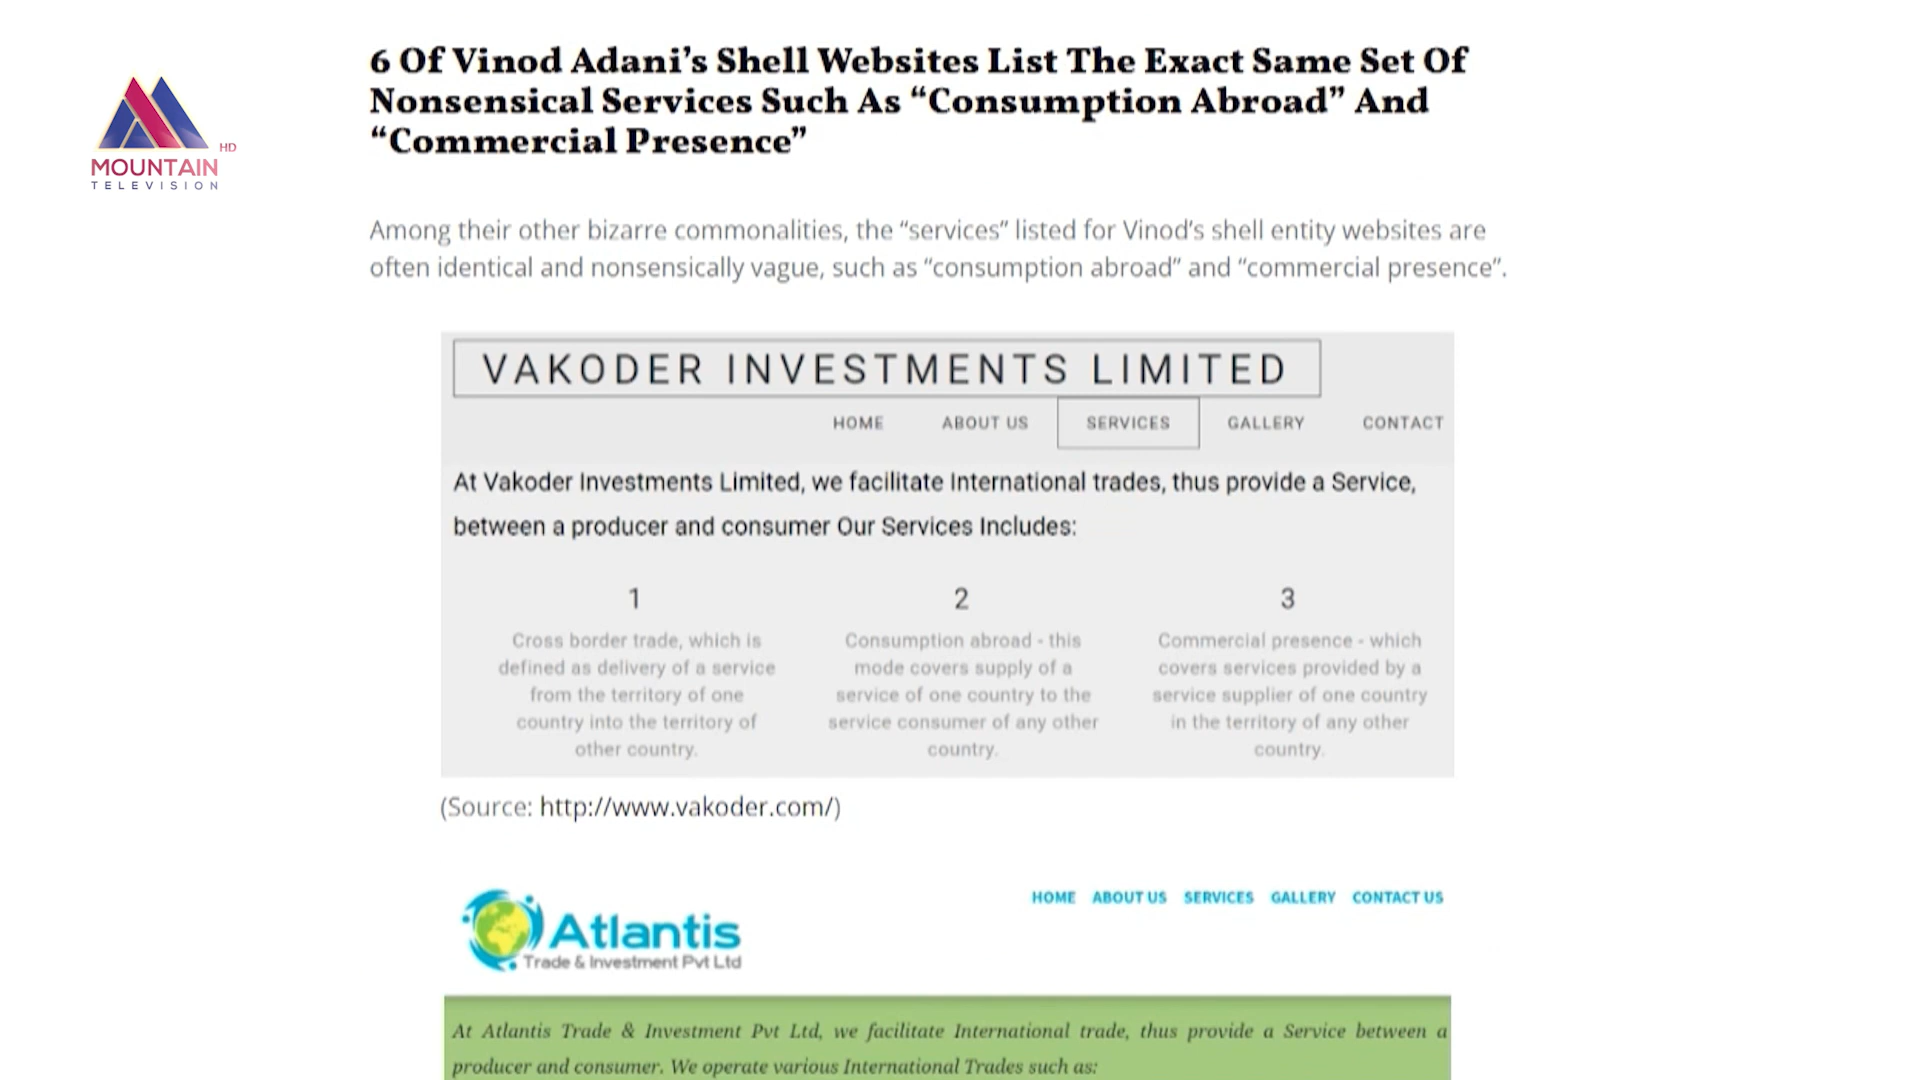 6 Of Vinod Adani’s Shell Websites List The Exact Same Set Of
Nonsensical Services Such As “Consumption Abroad” And
“Commercial Presence”
MOUNTAIN HD
TELEVISION
Among their other bizarre commonalities, the “services” listed for Vinod’s shell entity websites are
often identical and nonsensically vague, such as “consumption abroad” and “commercial presence”.
VAKODER INVESTMENTS LIMITED
HOME ABOUT US SERVICES GALLERY CONTACT
At Vakoder Investments Limited, we facilitate International trades, thus provide a Service,
between a producer and consumer Our Services Includes:
1
Cross border trade, which is
defined as delivery of a service
from the territory of one
country into the territory of
other country.
2
Consumption abroad - this
mode covers supply of a
service of one country to the
service consumer of any other
country.
3
Commercial presence - which
covers services provided by a
service supplier of one country
in the territory of any other
country.
(Source: http://www.vakoder.com/)
Atlantis
Trade & Investment Pvt Ltd
HOME ABOUT US SERVICES GALLERY CONTACT US
At Atlantis Trade & Investment Pvt Ltd, we facilitate International trade, thus provide a Service between a
producer and consumer. We operate various International Trades such as: